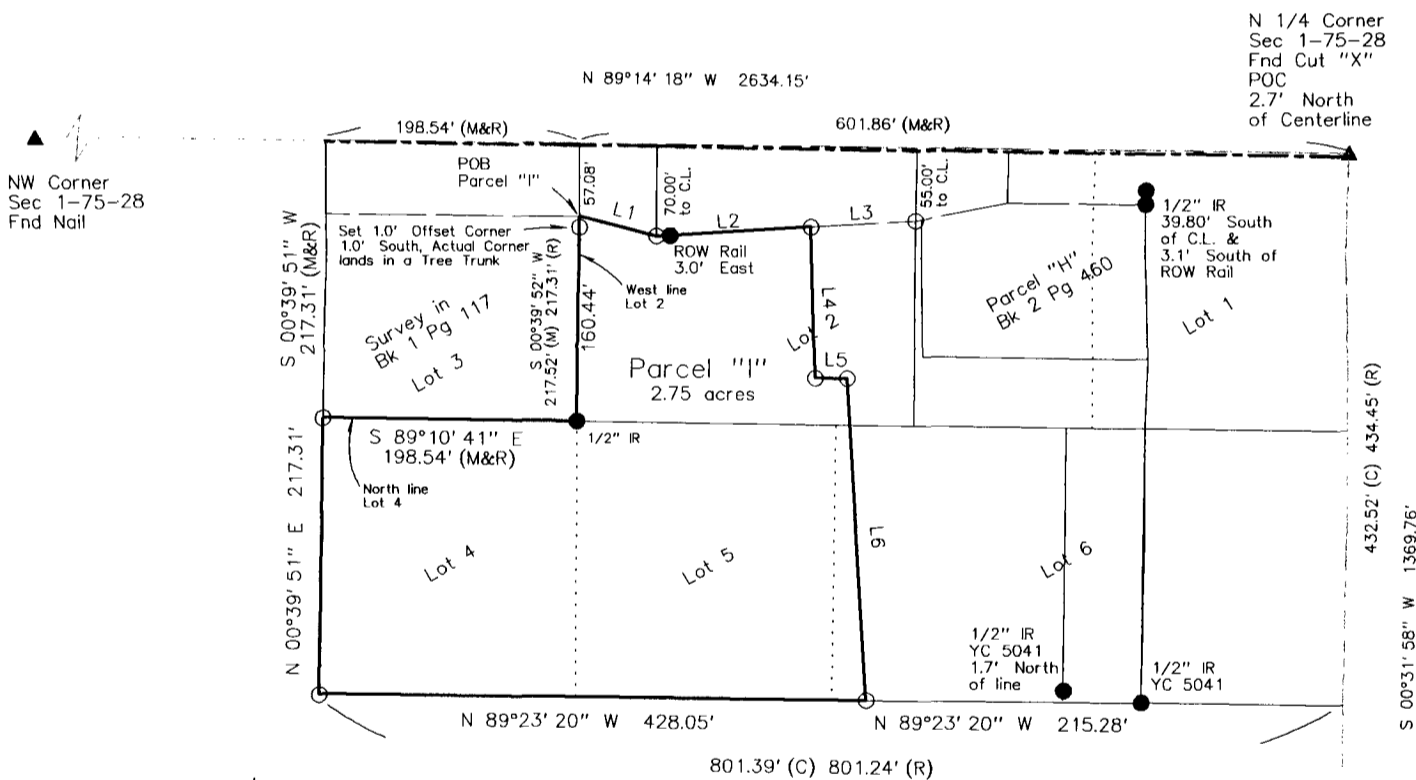 N 1/4 Corner
Sec 1-75-28
Fnd Cut "X"
POC
2.7' North
of Centerline
N 89°14' 18" W 2634.15'
198.54' (M&R)
601.86' (M&R)
NW Corner
Sec 1-75-28
Fnd Nail
POB
Parcel "I"
57.08'
70.00'
to C.L.
55.00'
to C.L.
L1
L2
L3
Set 1.0' Offset Corner
1.0' South, Actual Corner
lands in a Tree Trunk
ROW Rail
3.0' East
1/2" IR
39.80' South
of C.L. &
3.1' South of
ROW Rail
S 00°39' 51" W
217.31' (M&R)
Survey in
Bk 1 Pg 117
Lot 3
S 00°39' 52" W
217.52' (M) 217.31' (R)
160.44'
West line
Lot 2
L4
Lot 2
L5
Parcel "I"
2.75 acres
Parcel "H"
Bk 2 Pg 460
Lot 1
S 89°10' 41" E
198.54' (M&R)
1/2" IR
North line
Lot 4
N 00°39' 51" E 217.31'
Lot 4
Lot 5
L6
Lot 6
432.52' (C) 434.45' (R)
S 00°31' 58" W 1369.76'
1/2" IR
YC 5041
1.7' North
of line
1/2" IR
YC 5041
N 89°23' 20" W 428.05'
N 89°23' 20" W 215.28'
801.39' (C) 801.24' (R)